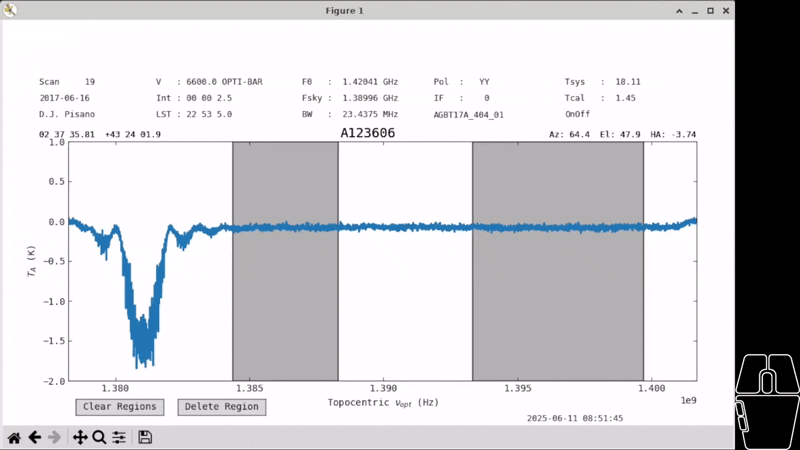 Figure 1
Scan 19 V : 6600.0 OPTI-BAR F0 : 1.42041 GHz Pol : YY Tsys : 18.11
2017-06-16 Int : 00 00 2.5 Fsky : 1.38996 GHz IF : 0 Tcal : 1.45
D.J. Pisano LST : 22 53 5.0 BW : 23.4375 MHz AGBT17A_404_01 OnOff
02 37 35.81 +43 24 01.9 A123606 Az: 64.4 El: 47.9 HA: -3.74
1.0
0.5
0.0
-0.5
-1.0
-1.5
-2.0
T_A (K)
1.380 1.385 1.390 1.395 1.400
1e9
Topocentric ν_opt (Hz)
Clear Regions Delete Region
2025-06-11 08:51:45